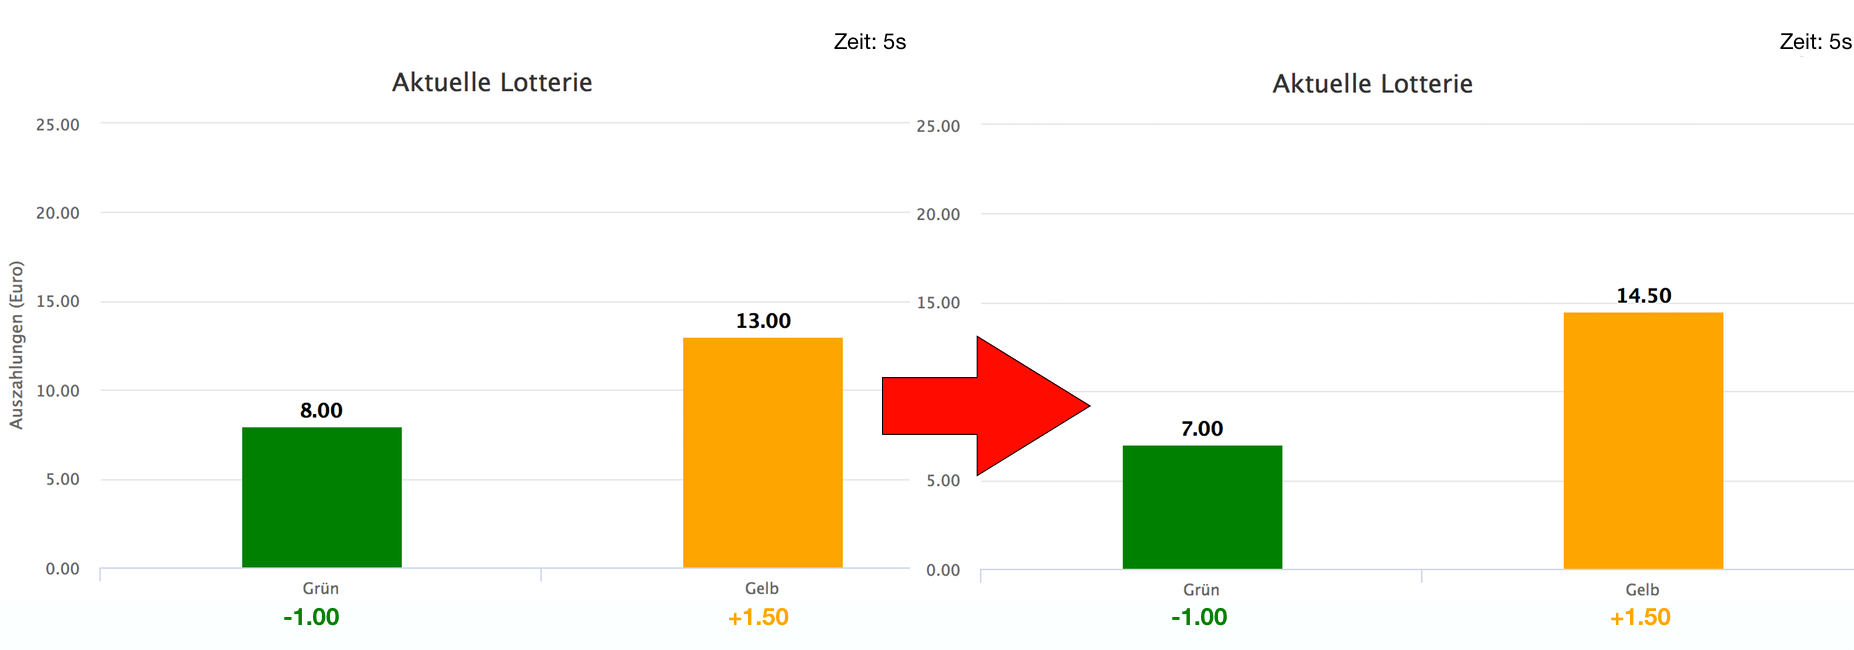 Zeit: 5s
Aktuelle Lotterie
Auszahlungen (Euro)
25.00
20.00
15.00
10.00
5.00
0.00
8.00
13.00
Grün
Gelb
-1.00
+1.50
Zeit: 5s
Aktuelle Lotterie
25.00
20.00
15.00
5.00
0.00
7.00
14.50
Grün
Gelb
-1.00
+1.50